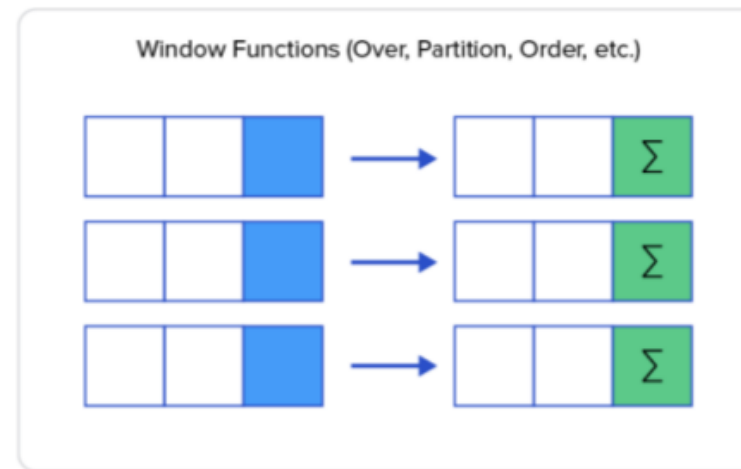 Window Functions (Over, Partition, Order, etc.)
Σ
Σ
Σ